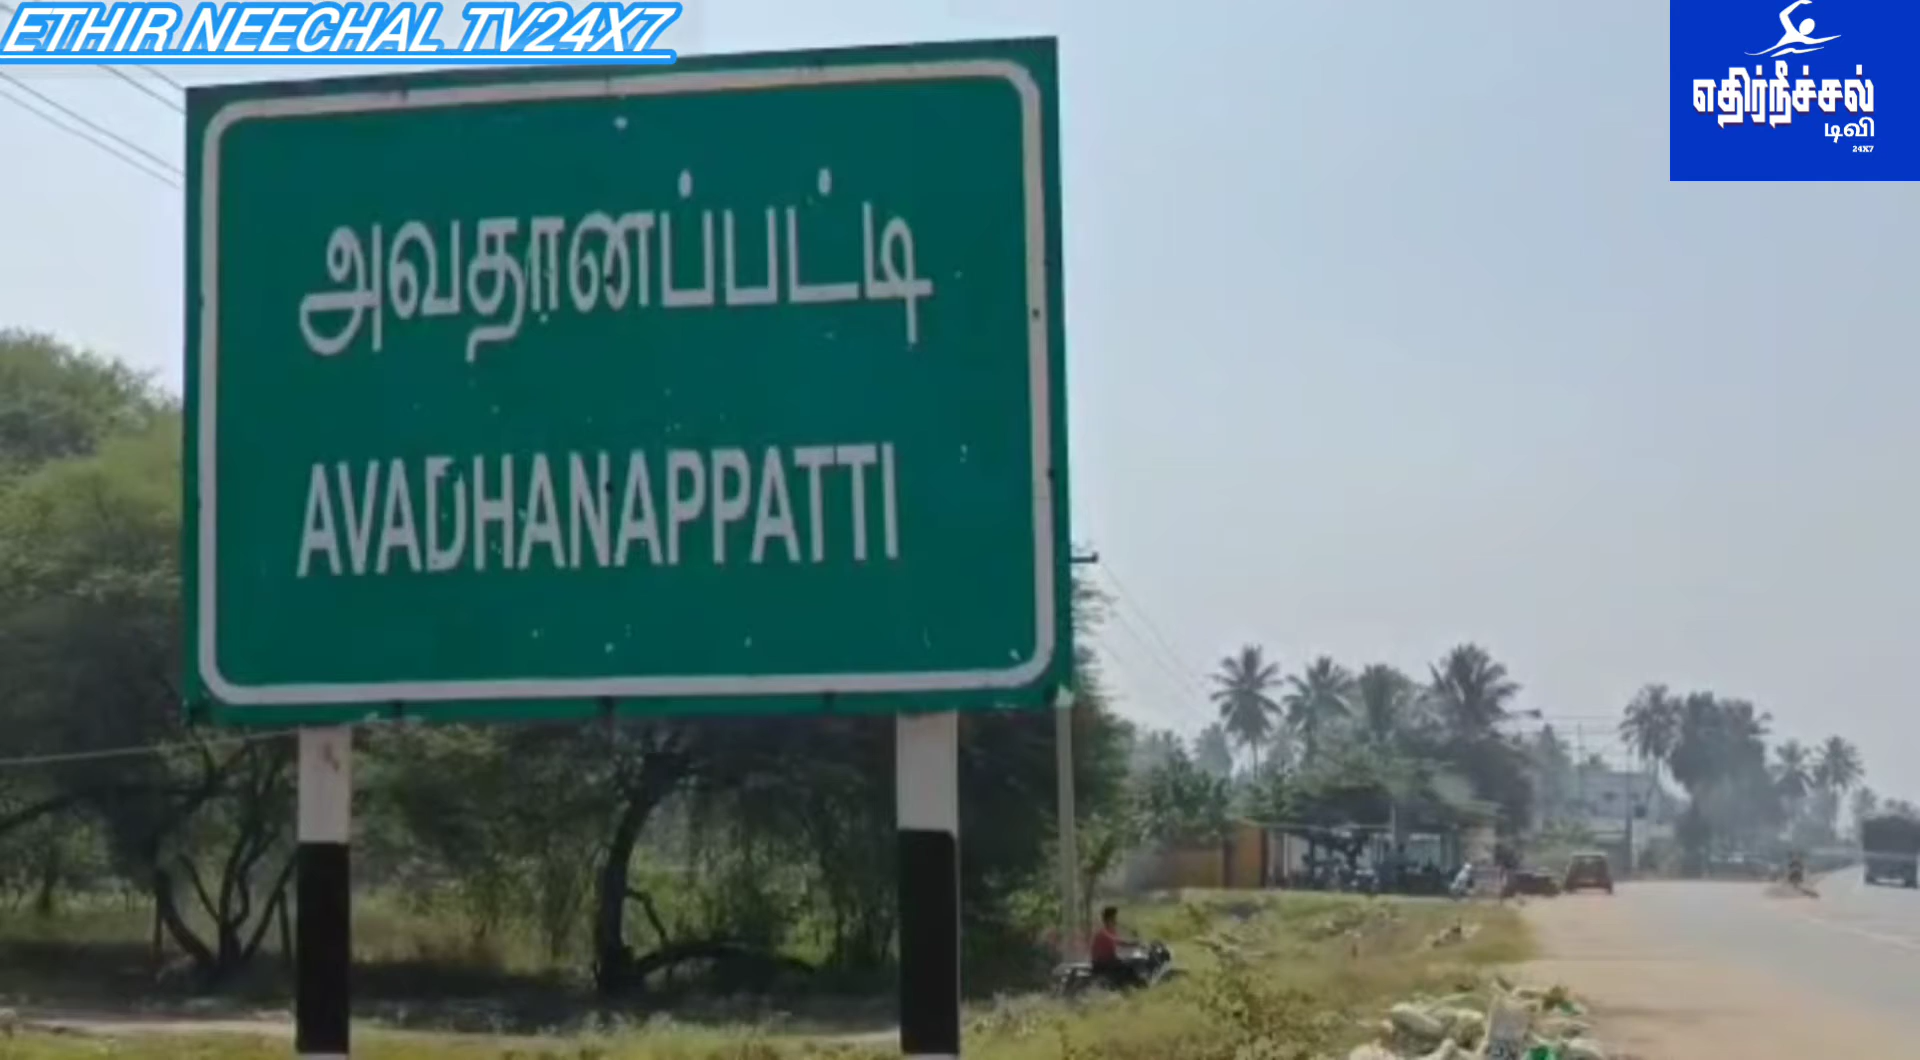 ETHIR NEECHAL TV24X7
எதிர்நீச்சல்
டிவி
24X7
அவதானப்பட்டி
AVADHANAPPATTI